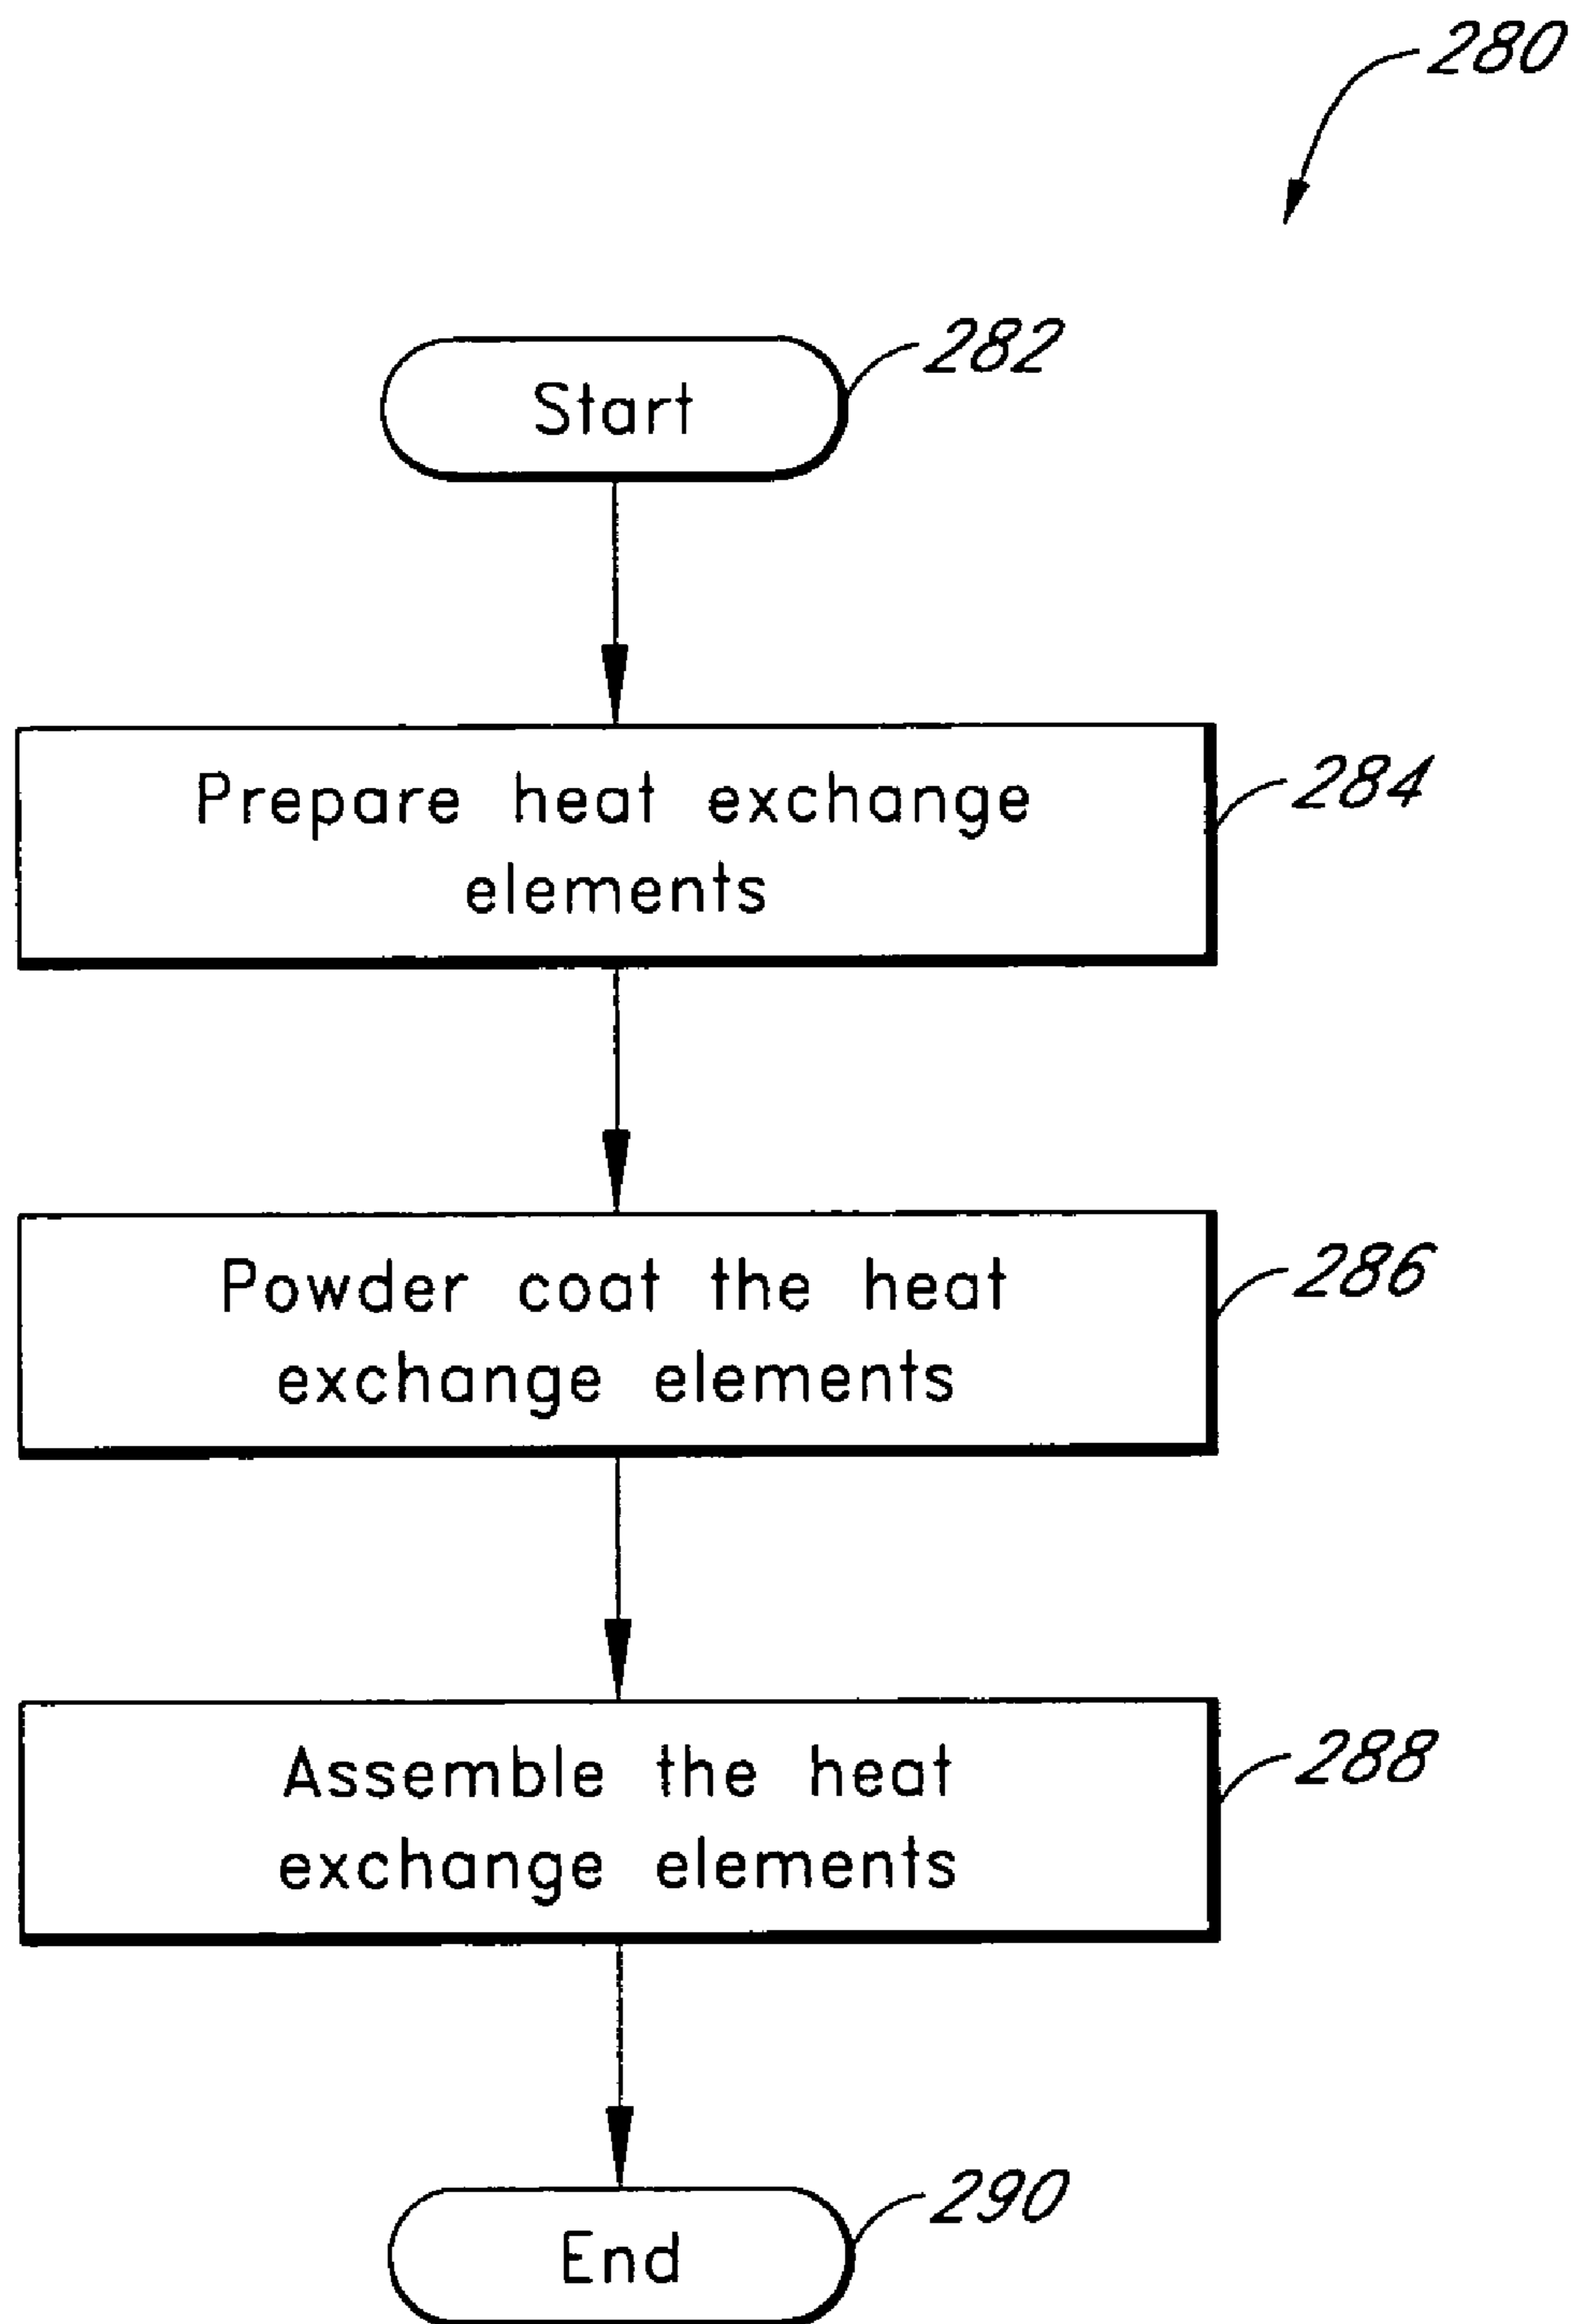 280
Start
282
Prepare heat exchange
elements
284
Powder coat the heat
exchange elements
286
Assemble the heat
exchange elements
288
End
290